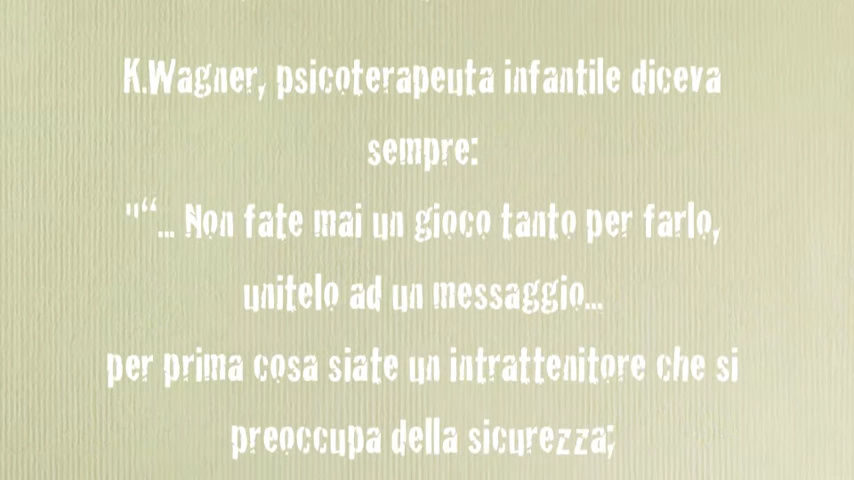 K.Wagner, psicoterapeuta infantile diceva
sempre:
"“... Non fate mai un gioco tanto per farlo,
unitelo ad un messaggio...
per prima cosa siate un intrattenitore che si
preoccupa della sicurezza;